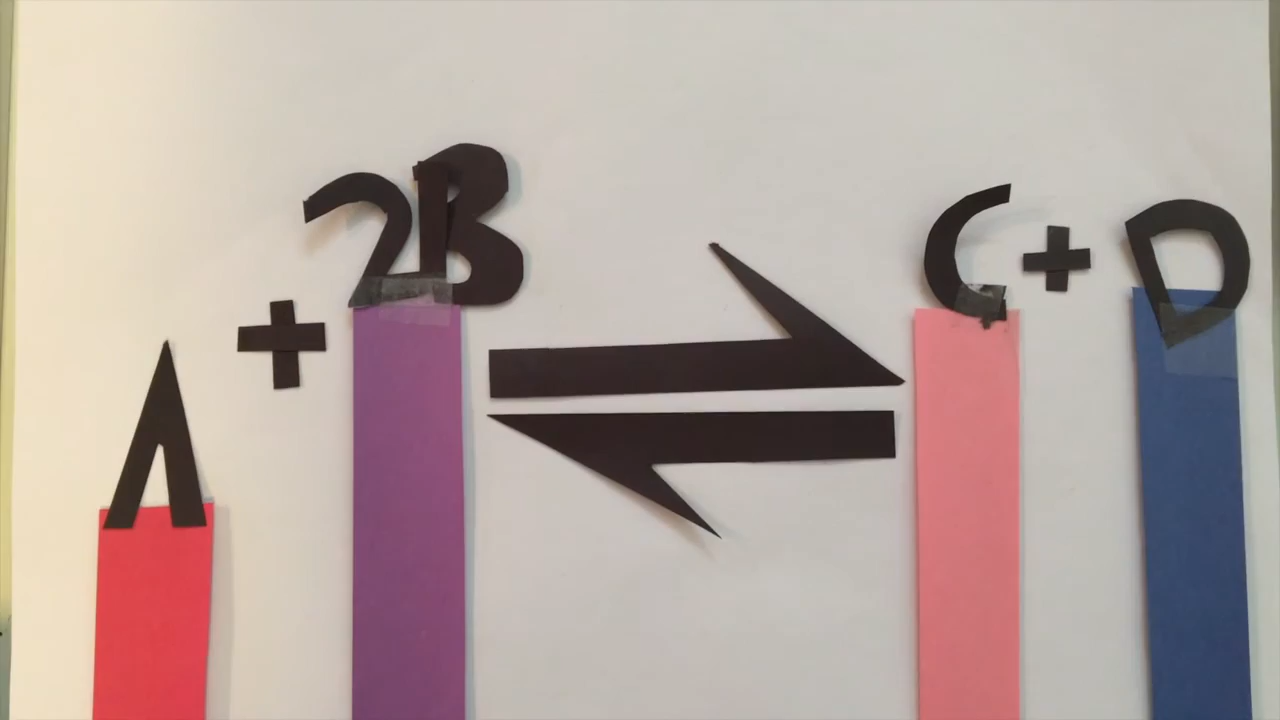 A + 2B ⇌ C + D